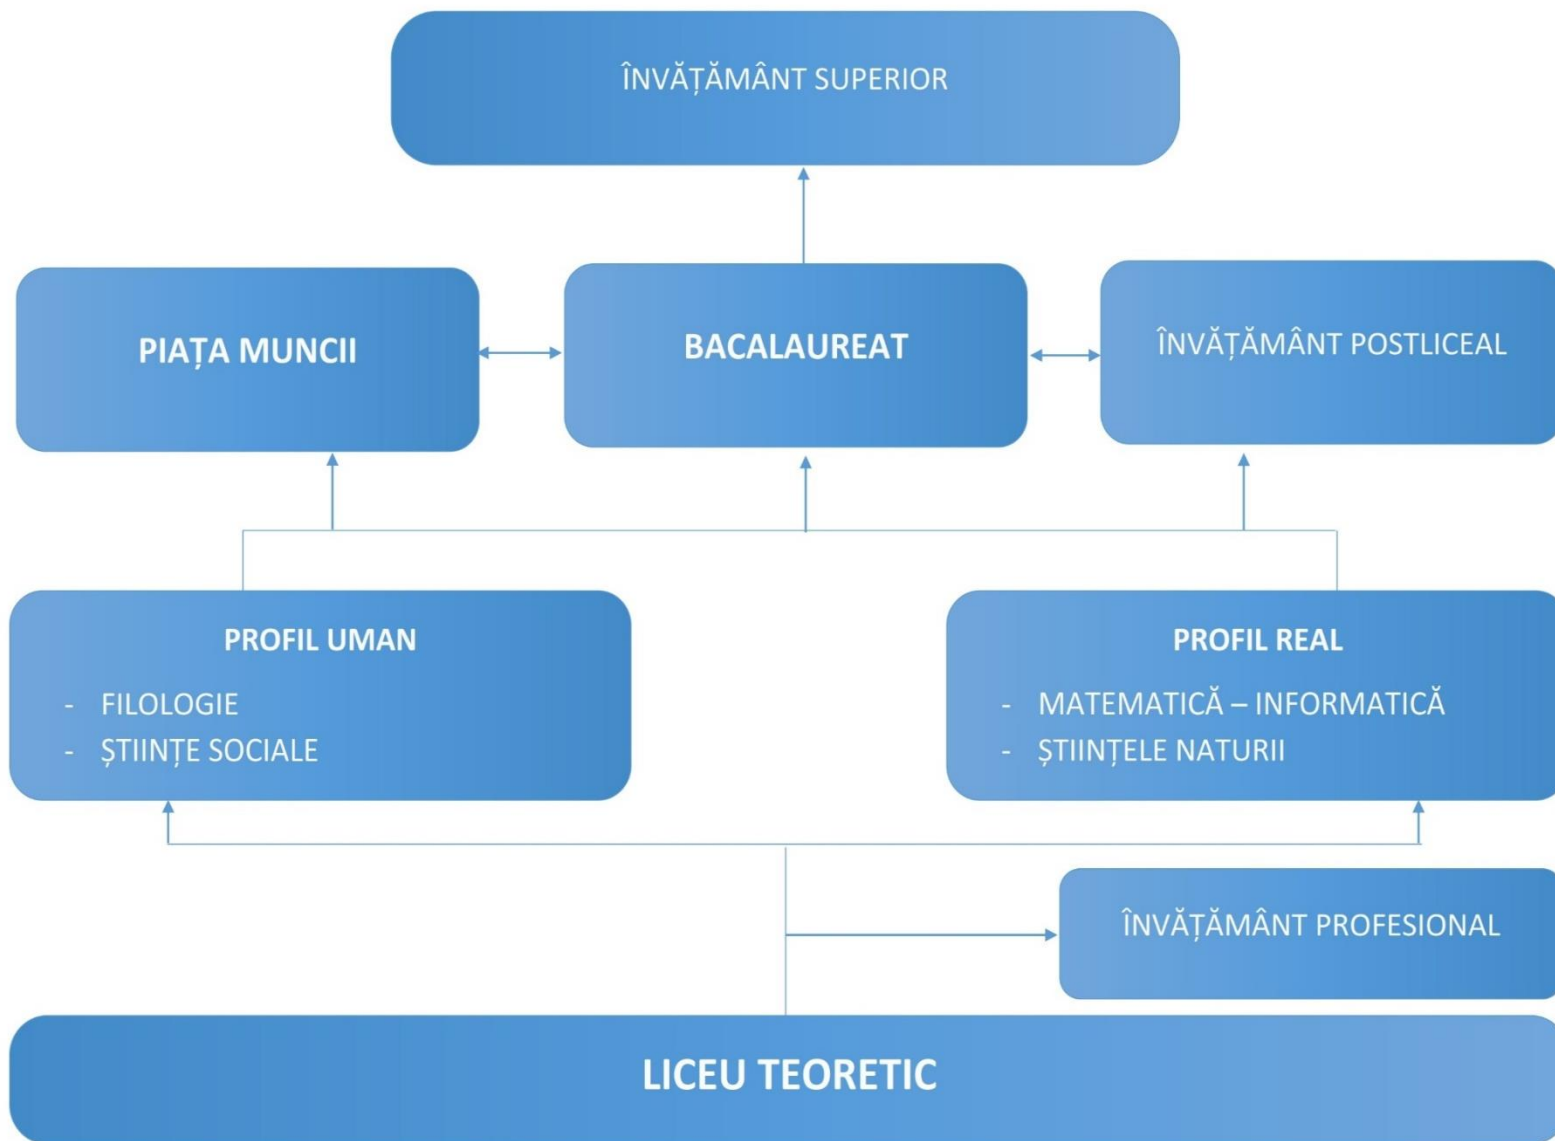 ÎNVĂȚĂMÂNT SUPERIOR
PIAȚA MUNCII
BACALAUREAT
ÎNVĂȚĂMÂNT POSTLICEAL
PROFIL UMAN
- FILOLOGIE
- ȘTIINȚE SOCIALE
PROFIL REAL
- MATEMATICĂ – INFORMATICĂ
- ȘTIINȚELE NATURII
ÎNVĂȚĂMÂNT PROFESIONAL
LICEU TEORETIC